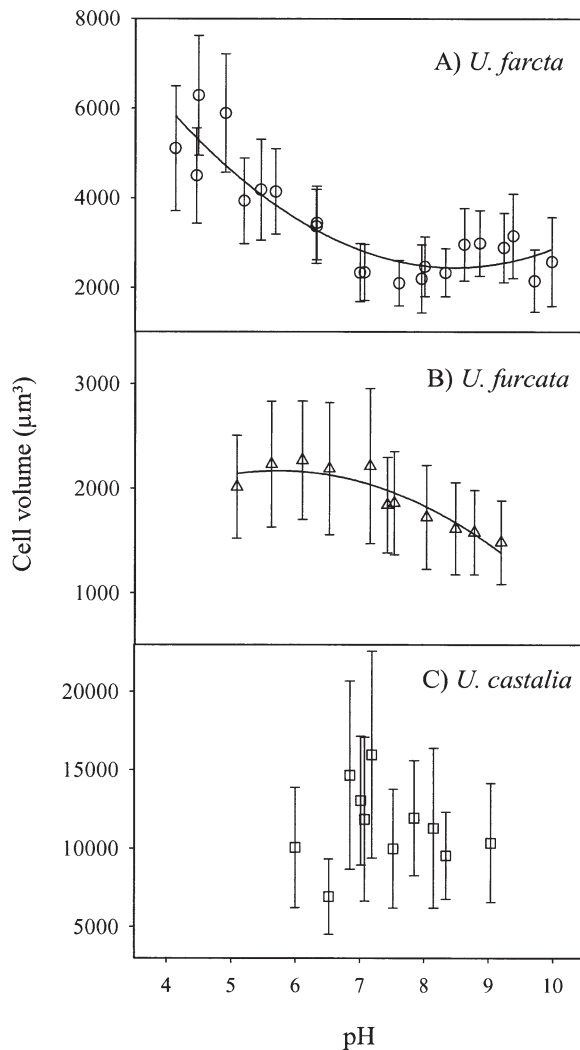 8000
A) U. farcta
6000
4000
2000
Cell volume (µm³)
3000
B) U. furcata
2000
1000
20000
C) U. castalia
15000
10000
5000
4 5 6 7 8 9 10
pH